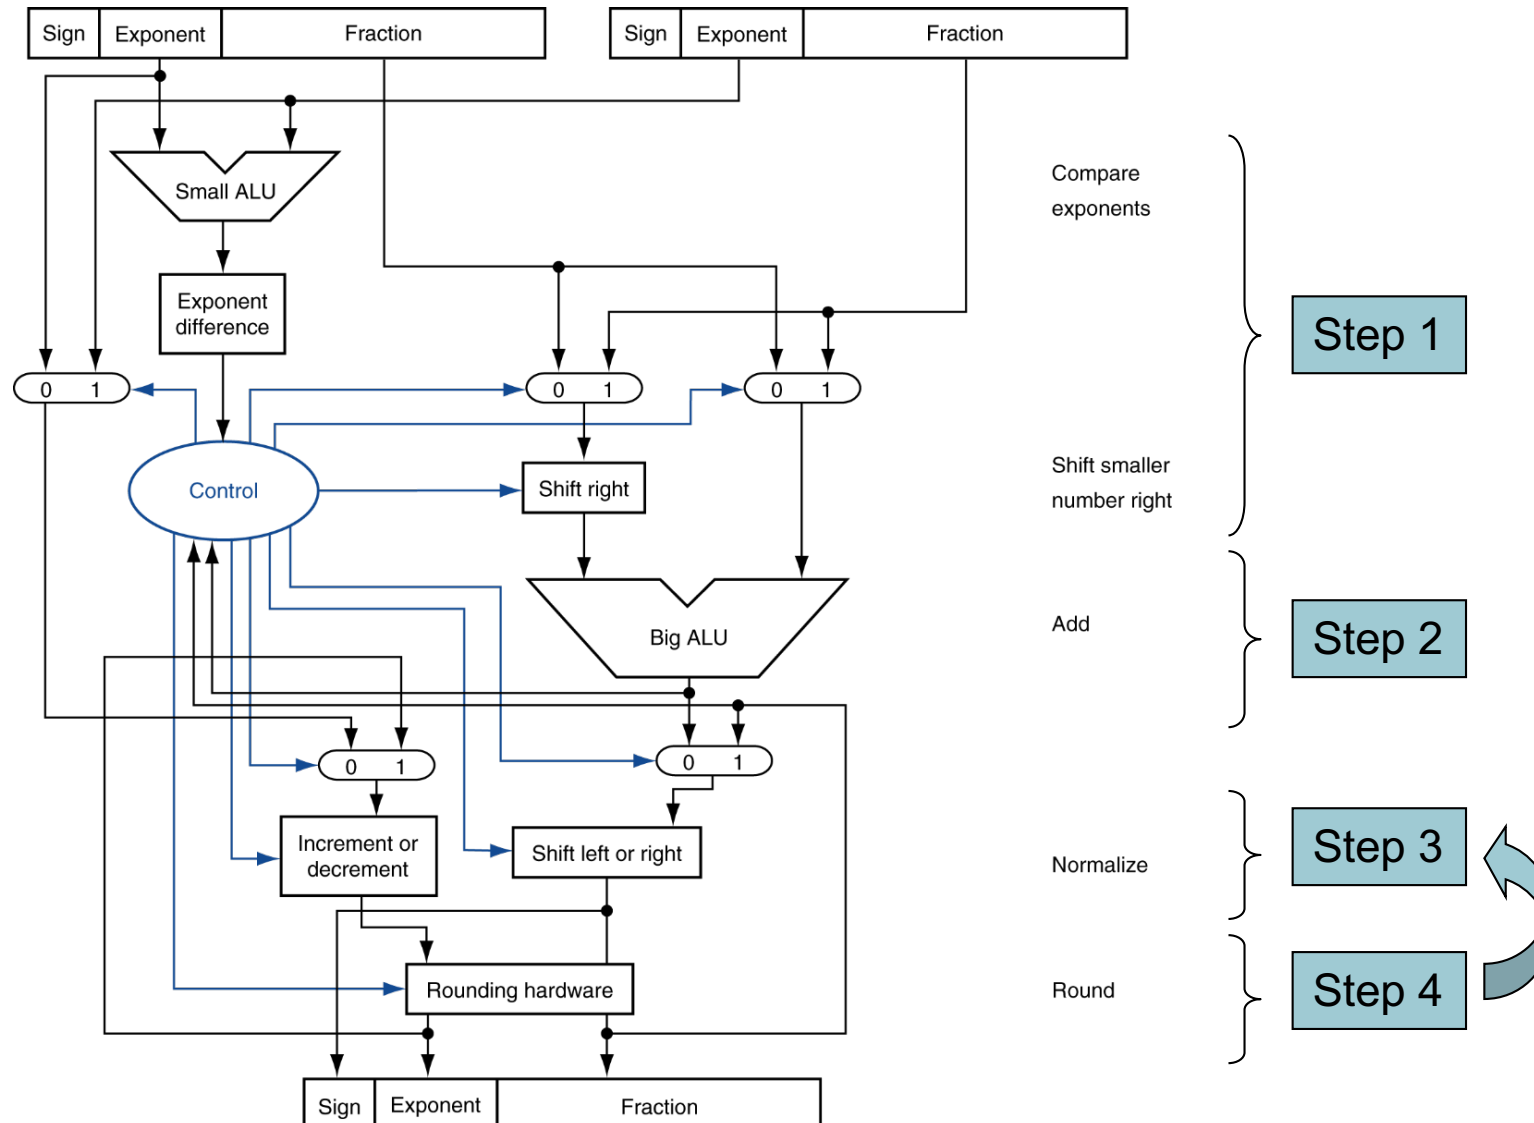 Sign Exponent Fraction Sign Exponent Fraction
Small ALU
Compare
exponents
Exponent
difference
Step 1
0 1 0 1 0 1
Control
Shift right
Shift smaller
number right
Big ALU
Add
Step 2
0 1 0 1
Increment or
decrement
Shift left or right
Normalize
Step 3
Rounding hardware
Round
Step 4
Sign Exponent Fraction